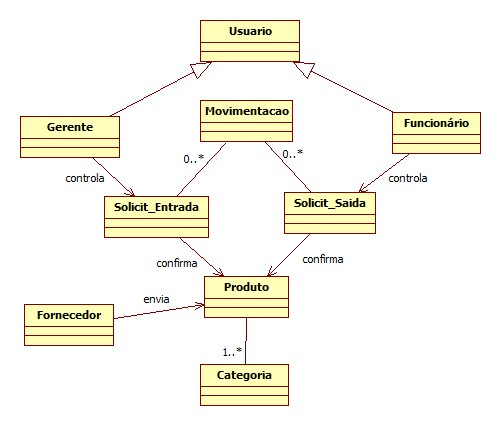 Usuario
Movimentacao
Gerente
Funcionário
0..*
0..*
controla
controla
Solicit_Entrada
Solicit_Saida
confirma
confirma
Produto
envia
Fornecedor
1..*
Categoria